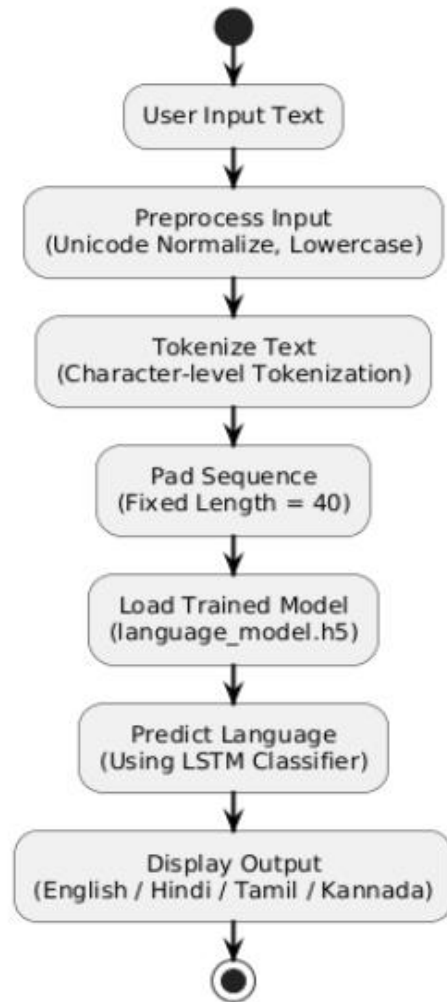 User Input Text
Preprocess Input
(Unicode Normalize, Lowercase)
Tokenize Text
(Character-level Tokenization)
Pad Sequence
(Fixed Length = 40)
Load Trained Model
(language_model.h5)
Predict Language
(Using LSTM Classifier)
Display Output
(English / Hindi / Tamil / Kannada)